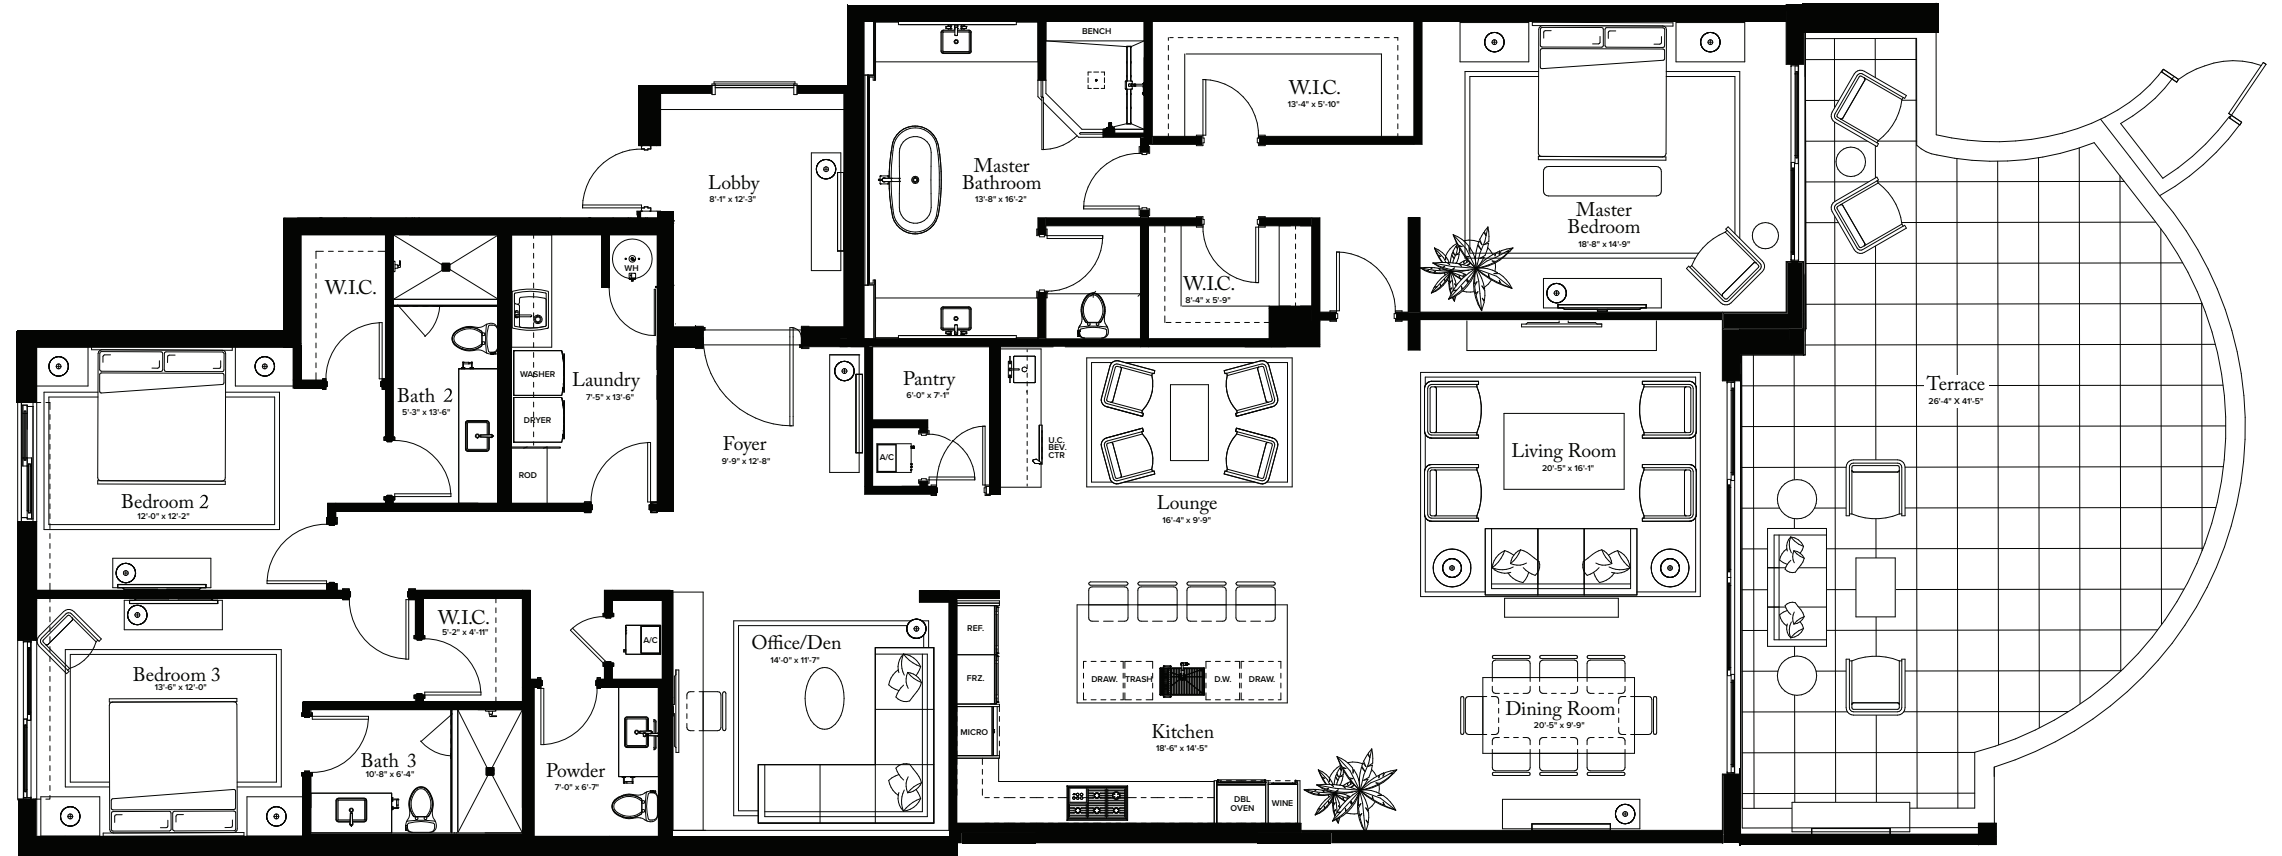 BENCH
W.I.C.
13'-4" x 5'-10"
Master
Bathroom
13'-8" x 16'-2"
Lobby
8'-1" x 12'-3"
Master
Bedroom
18'-8" x 14'-9"
WH
W.I.C.
W.I.C.
8'-4" x 5'-9"
WASHER
Laundry
7'-5" x 13'-6"
Bath 2
5'-3" x 13'-6"
DRYER
ROD
Pantry
6'-0" x 7'-1"
A/C
Foyer
9'-9" x 12'-8"
U.C.
BEV.
CTR
Terrace
26'-4" X 41'-5"
Living Room
20'-5" x 16'-1"
Bedroom 2
12'-0" x 12'-2"
Lounge
16'-4" x 9'-9"
W.I.C.
5'-2" x 4'-11"
A/C
Office/Den
14'-0" x 11'-7"
REF.
FRZ.
MICRO
Bedroom 3
13'-6" x 12'-0"
DRAW.
TRASH
D.W.
DRAW.
Dining Room
20'-5" x 9'-9"
Kitchen
18'-6" x 14'-5"
Bath 3
10'-8" x 6'-4"
Powder
7'-0" x 6'-7"
DBL
OVEN
WINE